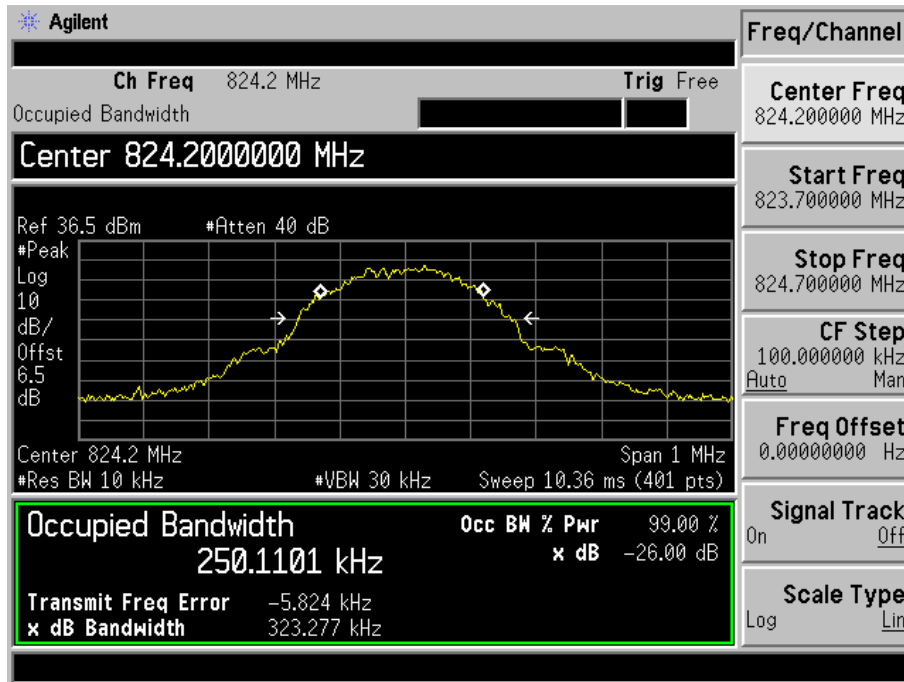 Agilent
Freq/Channel
Ch Freq 824.2 MHz Trig Free
Occupied Bandwidth
Center 824.2000000 MHz
Ref 36.5 dBm #Atten 40 dB
#Peak
Log
10
dB/
Offst
6.5
dB
Center 824.2 MHz Span 1 MHz
#Res BW 10 kHz #VBW 30 kHz Sweep 10.36 ms (401 pts)
Occupied Bandwidth
250.1101 kHz
Occ BW % Pwr 99.00 %
x dB -26.00 dB
Transmit Freq Error -5.824 kHz
x dB Bandwidth 323.277 kHz
Center Freq
824.200000 MHz
Start Freq
823.700000 MHz
Stop Freq
824.700000 MHz
CF Step
100.000000 kHz
Auto Man
Freq Offset
0.00000000 Hz
Signal Track
On Off
Scale Type
Log Lin